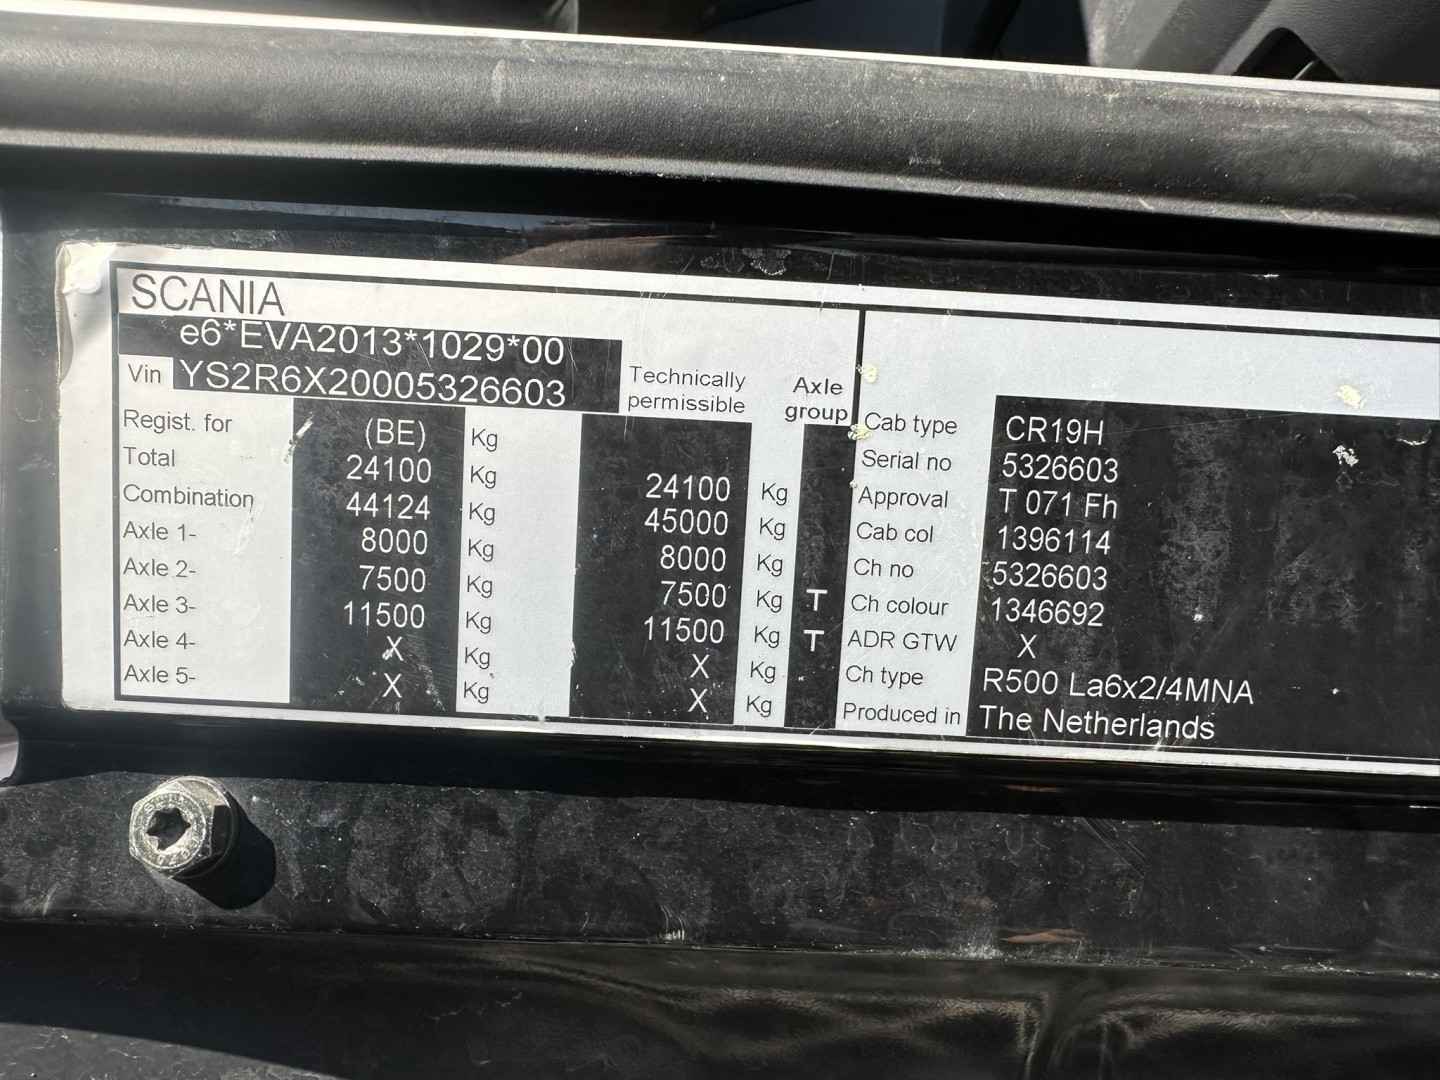 SCANIA
e6*EVA2013*1029*00
Vin YS2R6X20005326603
Technically permissible
Axle group
Regist. for (BE) Kg
Total 24100 Kg 24100 Kg
Combination 44124 Kg 45000 Kg
Axle 1- 8000 Kg 8000 Kg
Axle 2- 7500 Kg 7500 Kg T
Axle 3- 11500 Kg 11500 Kg T
Axle 4- X Kg X Kg
Axle 5- X Kg X Kg
Cab type CR19H
Serial no 5326603
Approval T 071 Fh
Cab col 1396114
Ch no 5326603
Ch colour 1346692
ADR GTW X
Ch type R500 La6x2/4MNA
Produced in The Netherlands